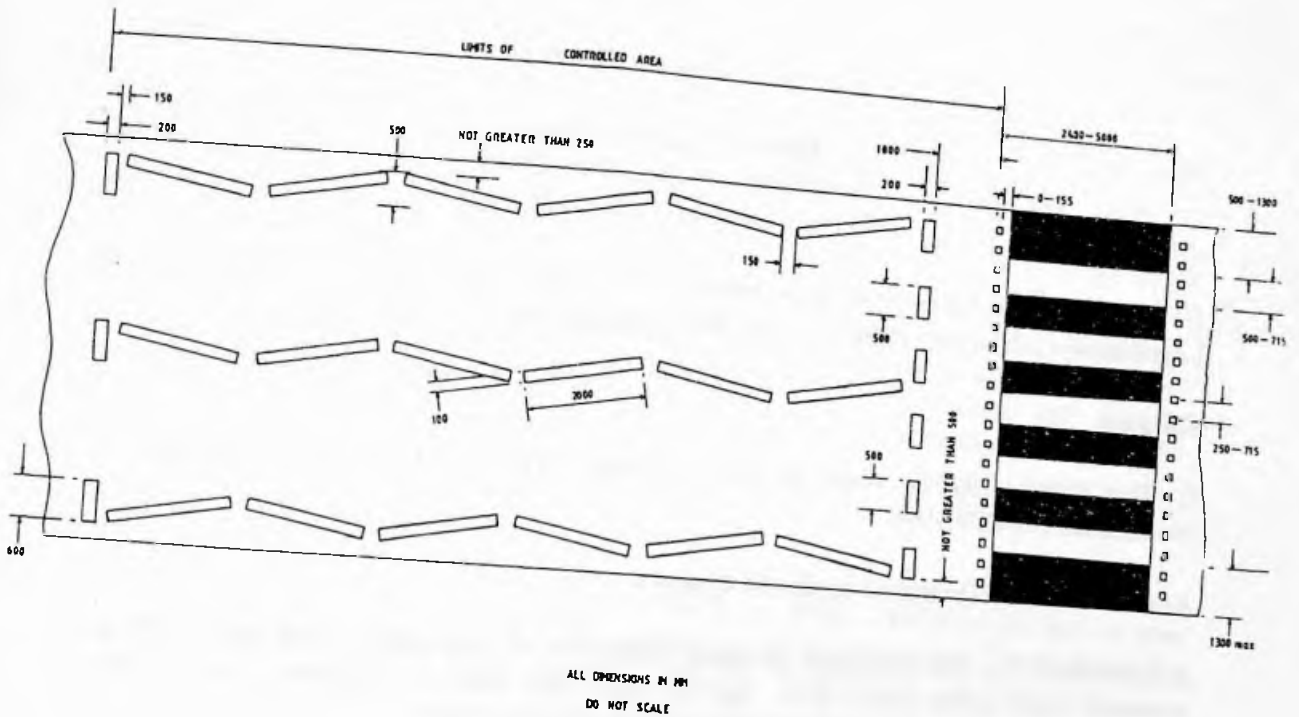 LIMITS OF CONTROLLED AREA
150
200
500
NOT GREATER THAN 250
1800
200
2400-5000
0-155
500-1300
150
500
500-715
2000
100
250-715
500
NOT GREATER THAN 500
600
1300 max
ALL DIMENSIONS IN MM
DO NOT SCALE